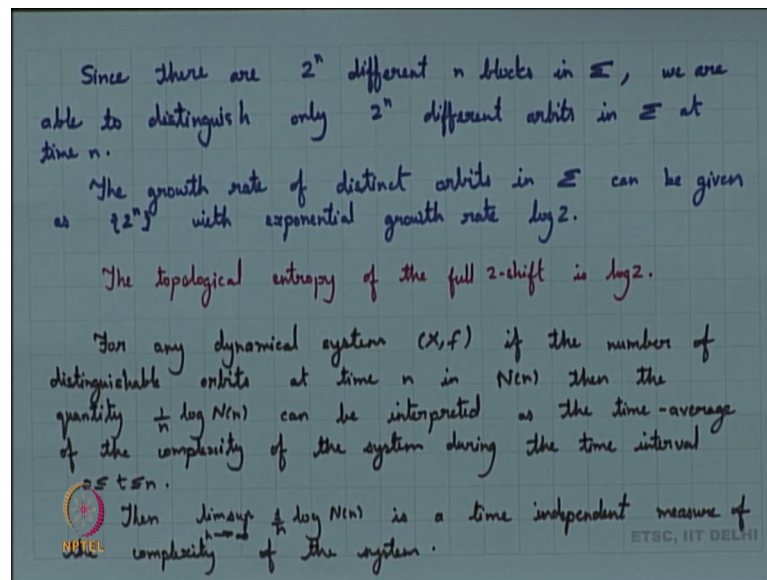 Since there are 2ⁿ different n blocks in Σ, we are
able to distinguish only 2ⁿ different orbits in Σ at
time n.
The growth rate of distinct orbits in Σ can be given
as {2ⁿ} with exponential growth rate log 2.
The topological entropy of the full 2-shift is log 2.
For any dynamical system (X, f) if the number of
distinguishable orbits at time n in N(n) then the
quantity 1/n log N(n) can be interpreted as the time-average
of the complexity of the system during the time interval
0 ≤ t ≤ n.
Then limsup n→∞ 1/n log N(n) is a time independent measure of
the complexity of the system.
NPTEL
ETSC, IIT DELHI